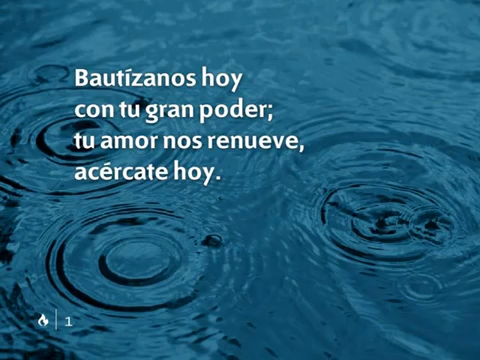 Bautízanos hoy
con tu gran poder;
tu amor nos renueve,
acércate hoy.
1